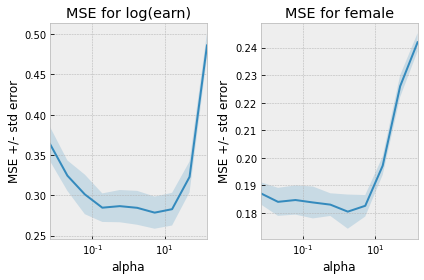 MSE for log(earn)
MSE +/- std error
0.50
0.45
0.40
0.35
0.30
0.25
10⁻¹
10¹
alpha
MSE for female
MSE +/- std error
0.24
0.23
0.22
0.21
0.20
0.19
0.18
10⁻¹
10¹
alpha